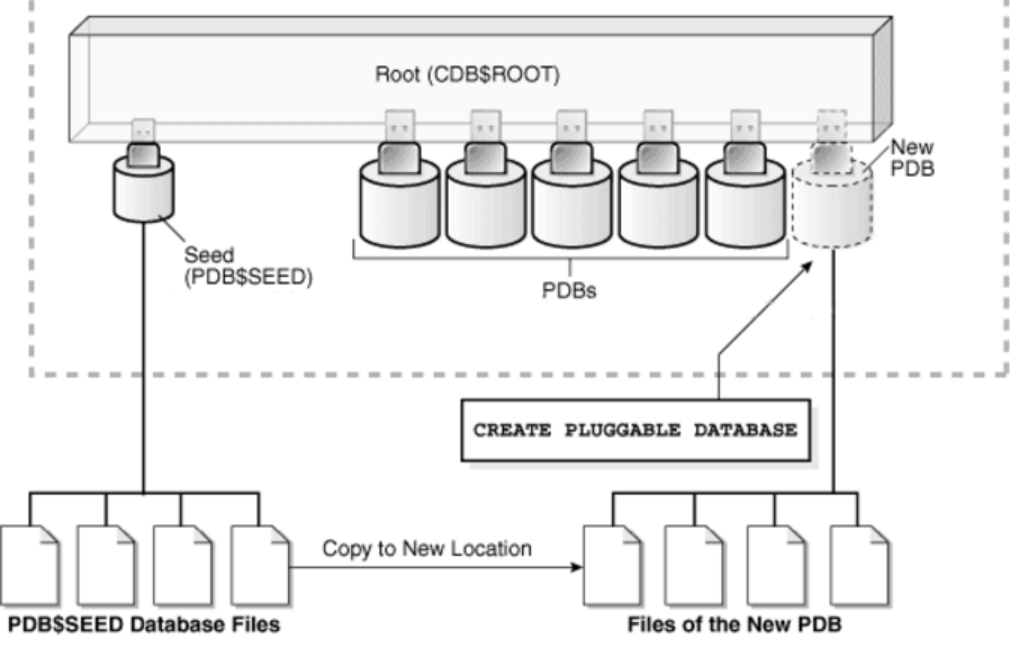 Root (CDB$ROOT)
New
PDB
Seed
(PDB$SEED)
PDBs
CREATE PLUGGABLE DATABASE
Copy to New Location
PDB$SEED Database Files
Files of the New PDB